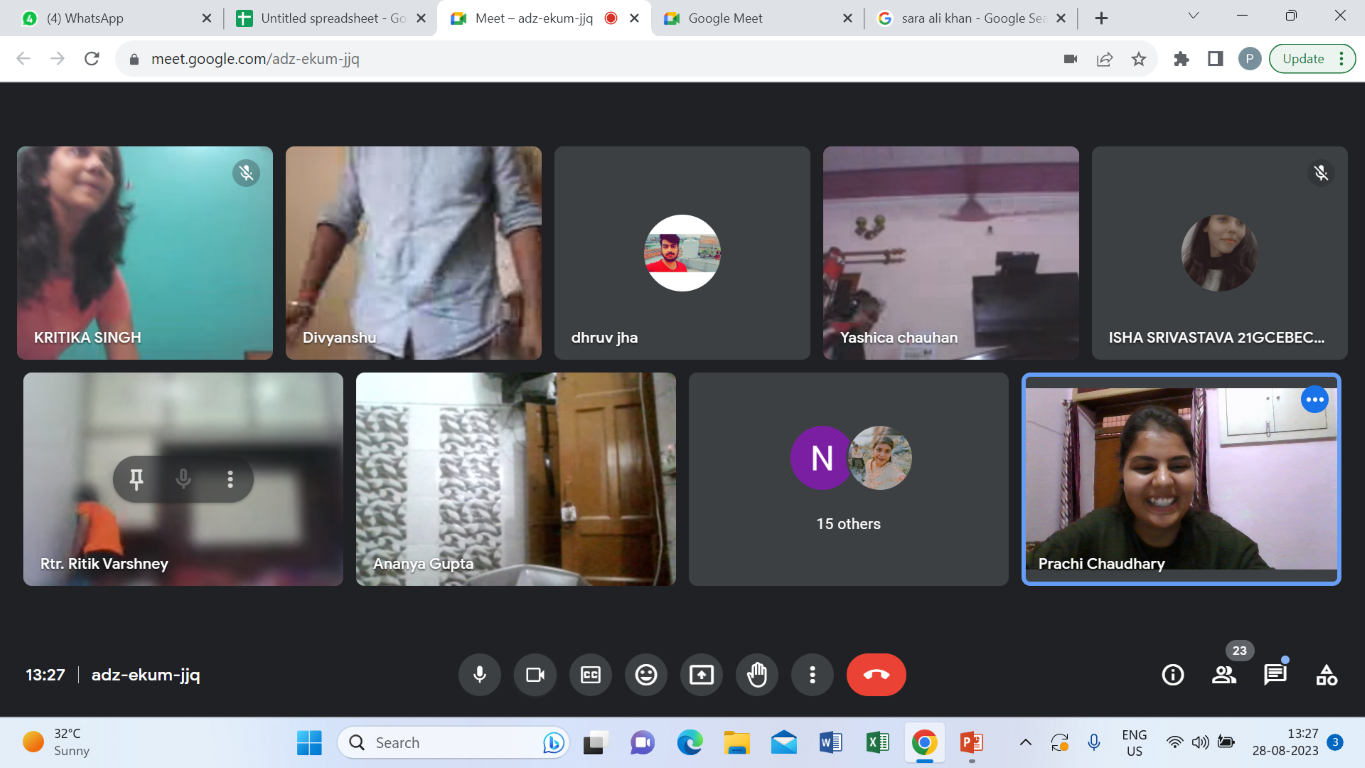 4
(4) WhatsApp
Untitled spreadsheet - Go
Meet – adz-ekum-jjq
Google Meet
sara ali khan - Google Sea
meet.google.com/adz-ekum-jjq
P
Update
KRITIKA SINGH
Divyanshu
dhruv jha
Yashica chauhan
ISHA SRIVASTAVA 21GCEBEC...
Rtr. Ritik Varshney
Ananya Gupta
N
15 others
Prachi Chaudhary
13:27 | adz-ekum-jjq
CC
23
32°C
Sunny
Search
ENG
US
13:27
28-08-2023
3